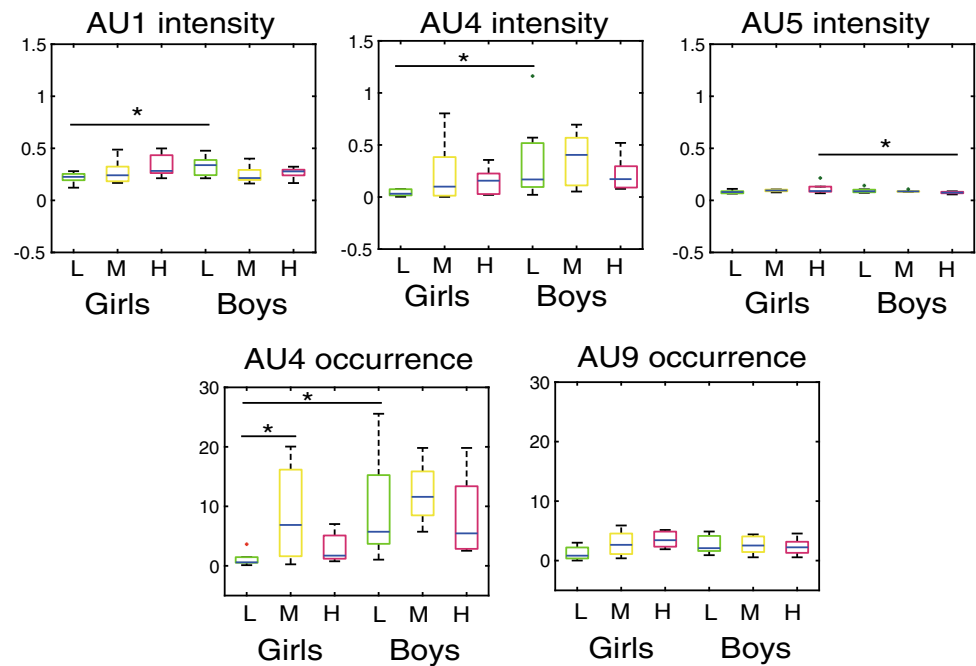 AU1 intensity
AU4 intensity
AU5 intensity
1.5
1
0.5
0
-0.5
*
L M H L M H
Girls Boys
1.5
1
0.5
0
-0.5
*
L M H L M H
Girls Boys
1.5
1
0.5
0
-0.5
*
L M H L M H
Girls Boys
AU4 occurrence
AU9 occurrence
30
20
10
0
*
*
L M H L M H
Girls Boys
30
20
10
0
L M H L M H
Girls Boys